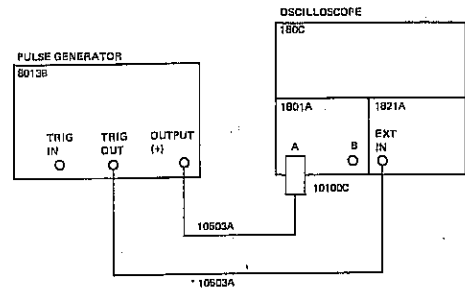 OSCILLOSCOPE
180C
PULSE GENERATOR
8013B
1801A
1821A
TRIG IN
TRIG OUT
OUTPUT (+)
A
B
EXT IN
10100C
10503A
* 10503A